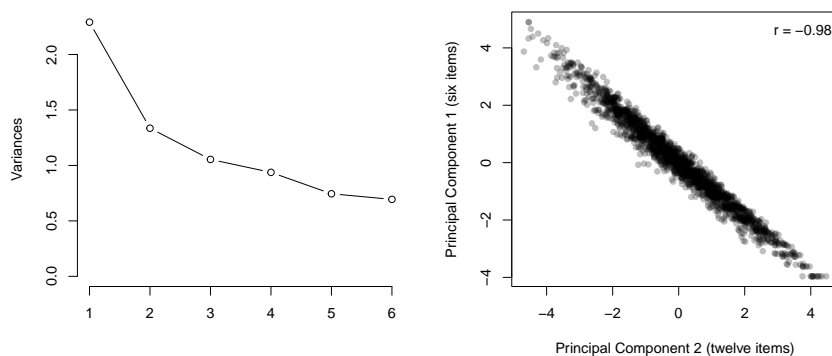 Variances
0.0
0.5
1.0
1.5
2.0
1 2 3 4 5 6
r = −0.98
Principal Component 1 (six items)
4
2
0
−2
−4
−4 −2 0 2 4
Principal Component 2 (twelve items)